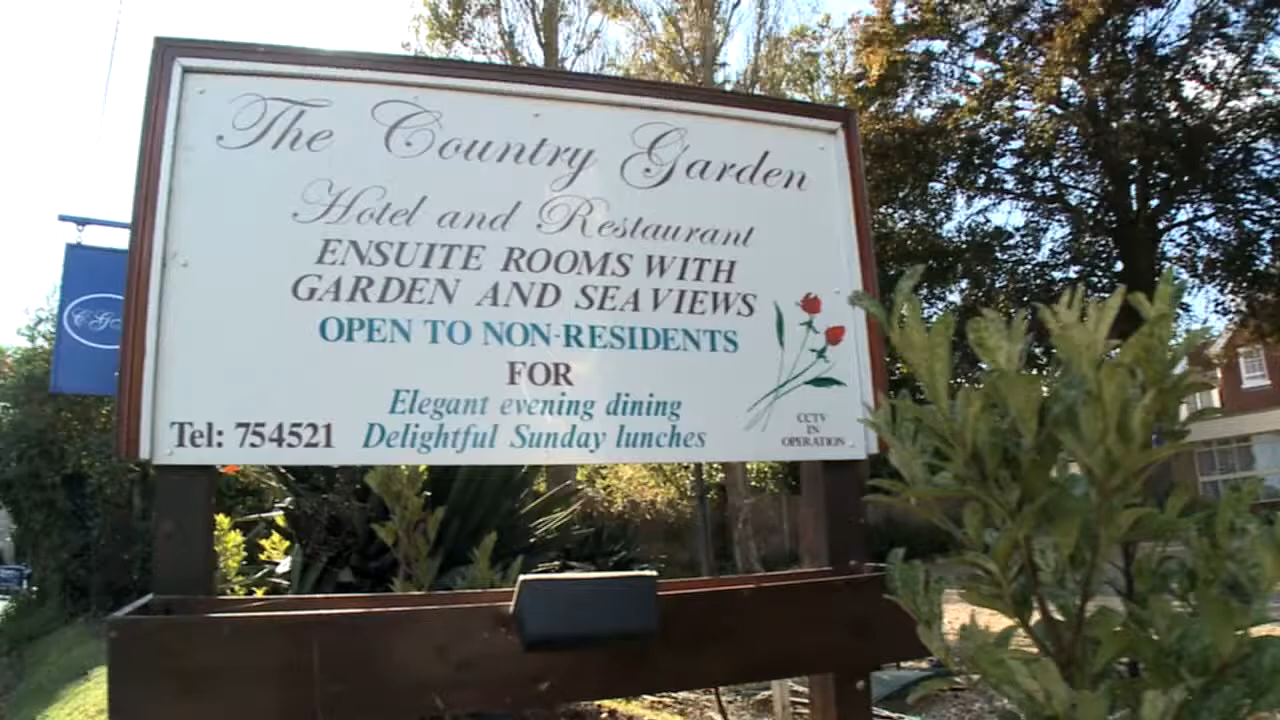 The Country Garden
Hotel and Restaurant
ENSUITE ROOMS WITH
GARDEN AND SEA VIEWS
OPEN TO NON-RESIDENTS
FOR
Elegant evening dining
Delightful Sunday lunches
Tel: 754521
CCTV
IN
OPERATION